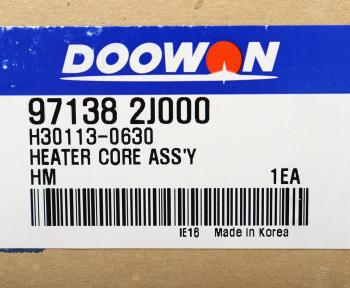 DOOWON
97138 2J000
H30113-0630
HEATER CORE ASS'Y
HM 1EA
IE16 Made in Korea